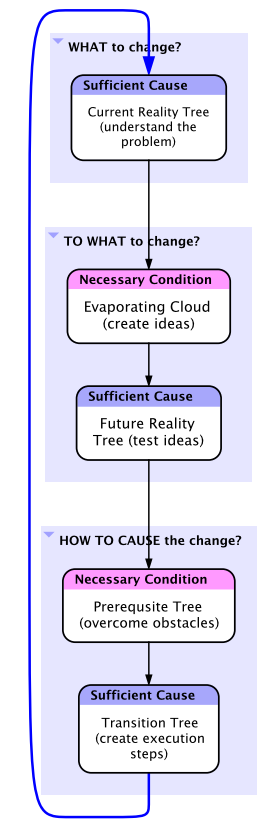 WHAT to change?
Sufficient Cause
Current Reality Tree
(understand the
problem)
TO WHAT to change?
Necessary Condition
Evaporating Cloud
(create ideas)
Sufficient Cause
Future Reality
Tree (test ideas)
HOW TO CAUSE the change?
Necessary Condition
Prerequsite Tree
(overcome obstacles)
Sufficient Cause
Transition Tree
(create execution
steps)